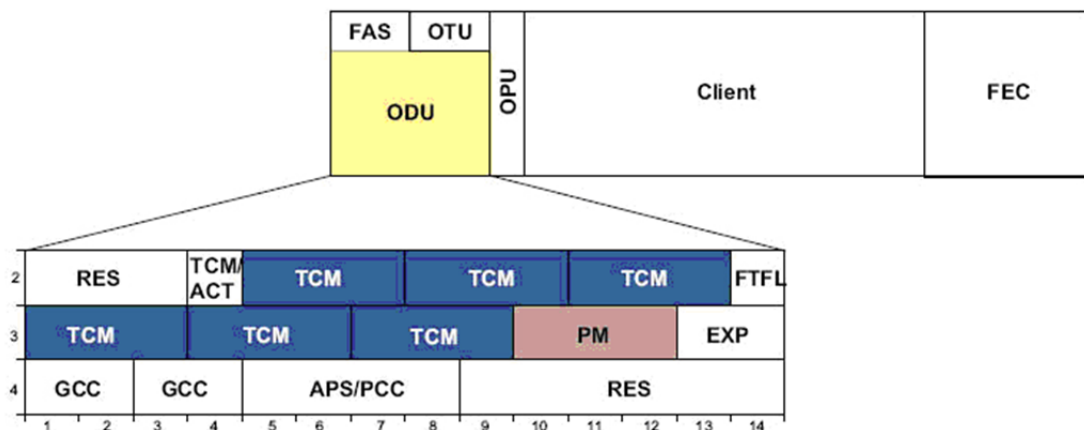 FAS OTU
OPU
Client
FEC
ODU
2 RES TCM/ACT TCM TCM TCM FTFL
3 TCM TCM TCM PM EXP
4 GCC GCC APS/PCC RES
1 2 3 4 5 6 7 8 9 10 11 12 13 14